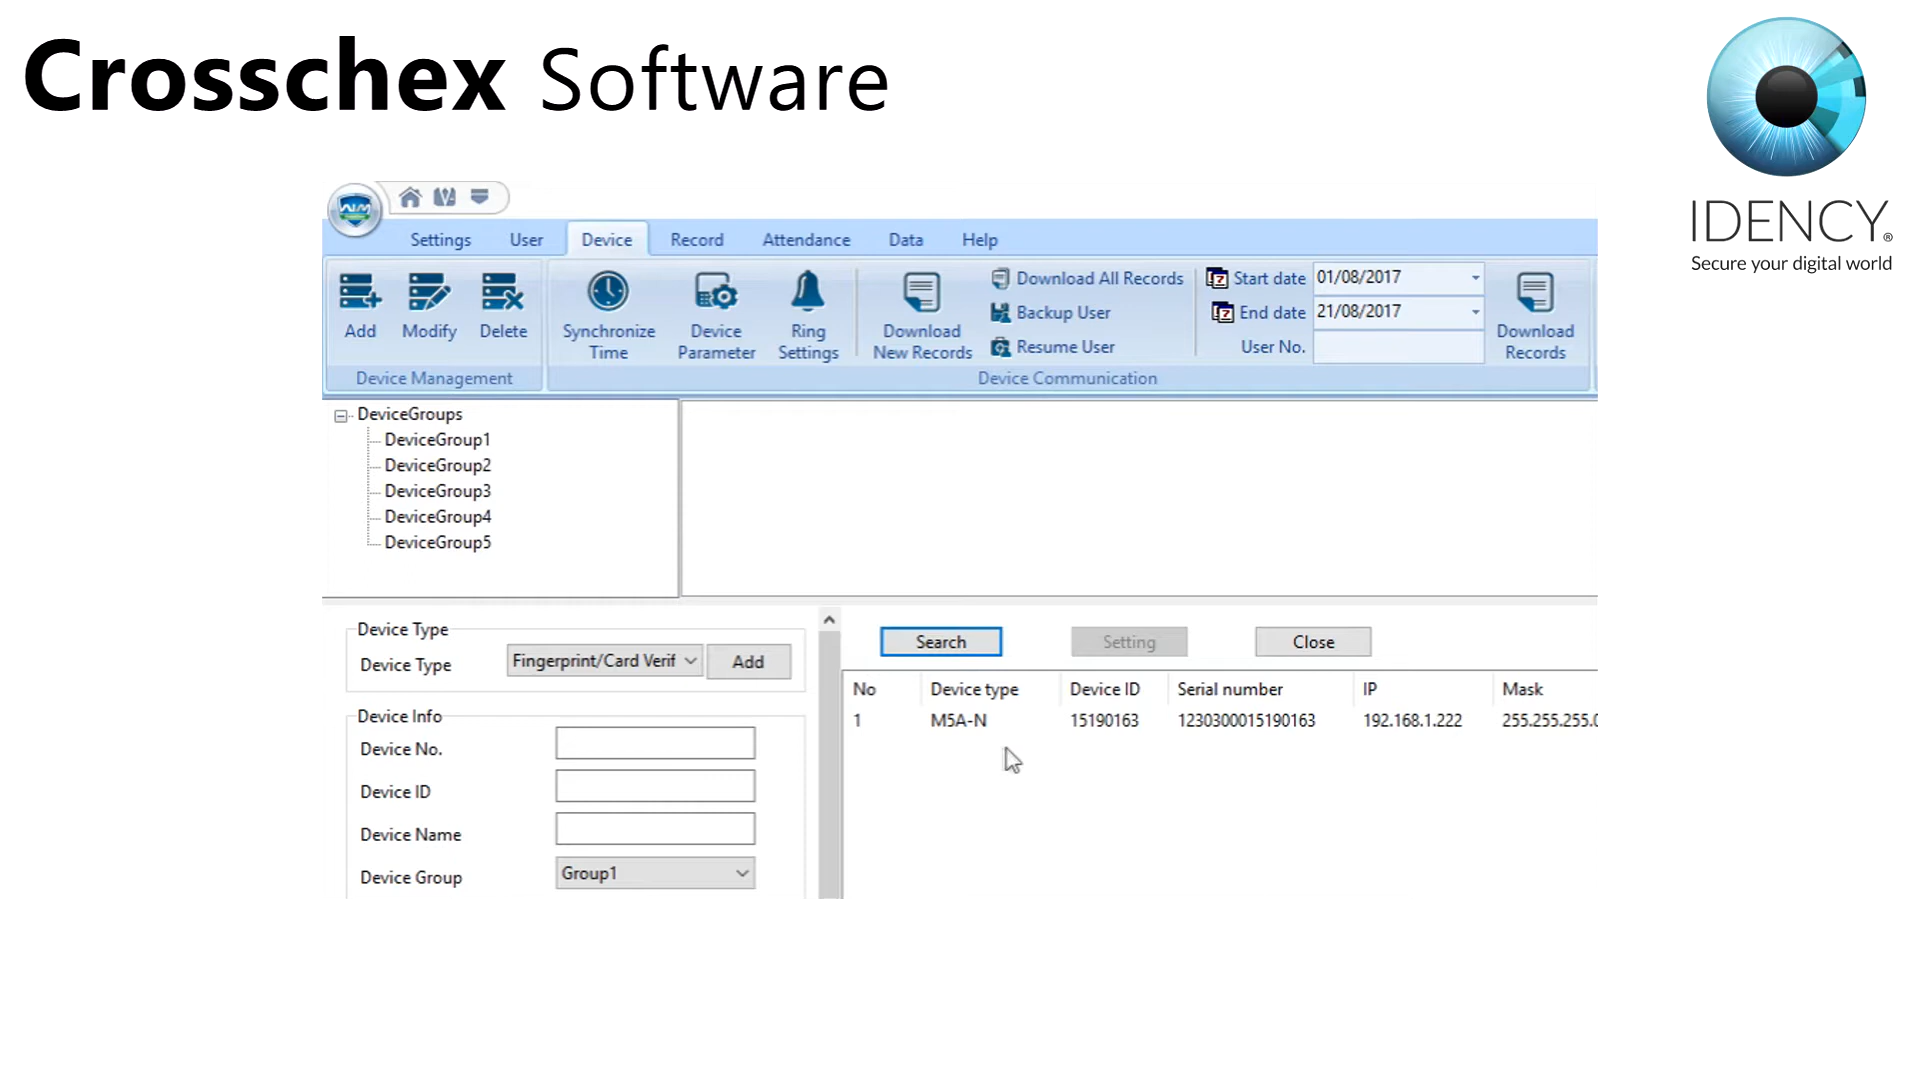 Crosschex Software
IDENCY®
Secure your digital world
AIM
Settings User Device Record Attendance Data Help
Add Modify Delete
Synchronize Time
Device Parameter
Ring Settings
Download New Records
Download All Records
Backup User
Resume User
Start date 01/08/2017
End date 21/08/2017
User No.
Download Records
Device Management
Device Communication
DeviceGroups
DeviceGroup1
DeviceGroup2
DeviceGroup3
DeviceGroup4
DeviceGroup5
Device Type
Device Type Fingerprint/Card Verif Add
Device Info
Device No.
Device ID
Device Name
Device Group Group1
Search Setting Close
No Device type Device ID Serial number IP Mask
1 M5A-N 15190163 1230300015190163 192.168.1.222 255.255.255.0